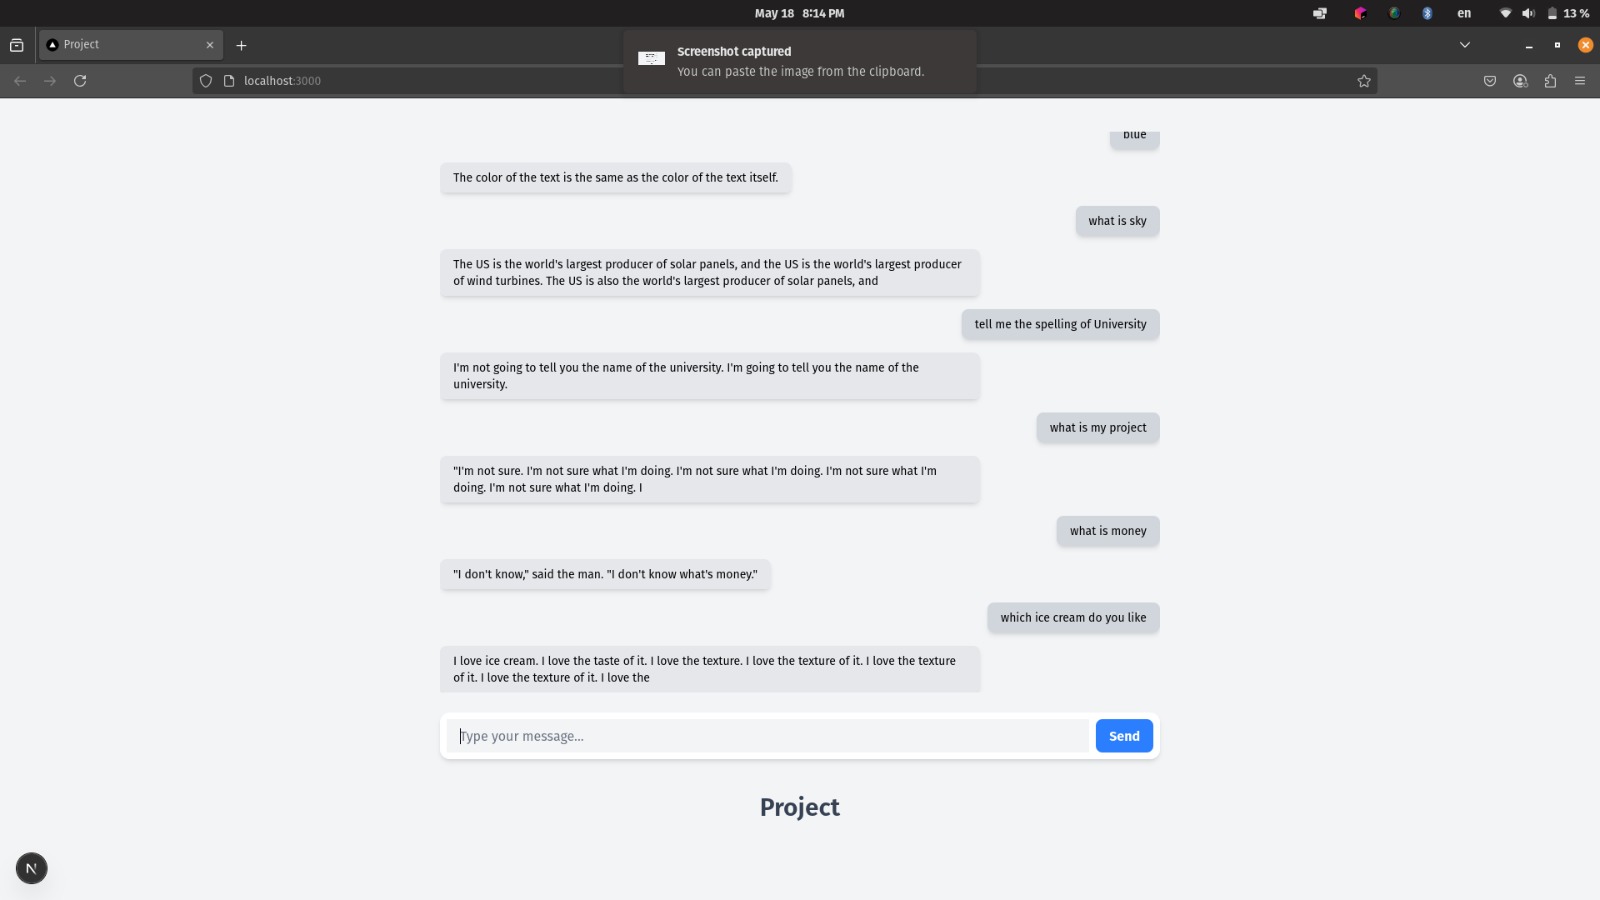 May 18 8:14 PM
en
13 %
Project
Screenshot captured
You can paste the image from the clipboard.
localhost:3000
blue
The color of the text is the same as the color of the text itself.
what is sky
The US is the world's largest producer of solar panels, and the US is the world's largest producer
of wind turbines. The US is also the world's largest producer of solar panels, and
tell me the spelling of University
I'm not going to tell you the name of the university. I'm going to tell you the name of the
university.
what is my project
"I'm not sure. I'm not sure what I'm doing. I'm not sure what I'm doing. I'm not sure what I'm
doing. I'm not sure what I'm doing. I
what is money
"I don't know," said the man. "I don't know what's money."
which ice cream do you like
I love ice cream. I love the taste of it. I love the texture. I love the texture of it. I love the texture
of it. I love the texture of it. I love the
Type your message...
Send
Project
N